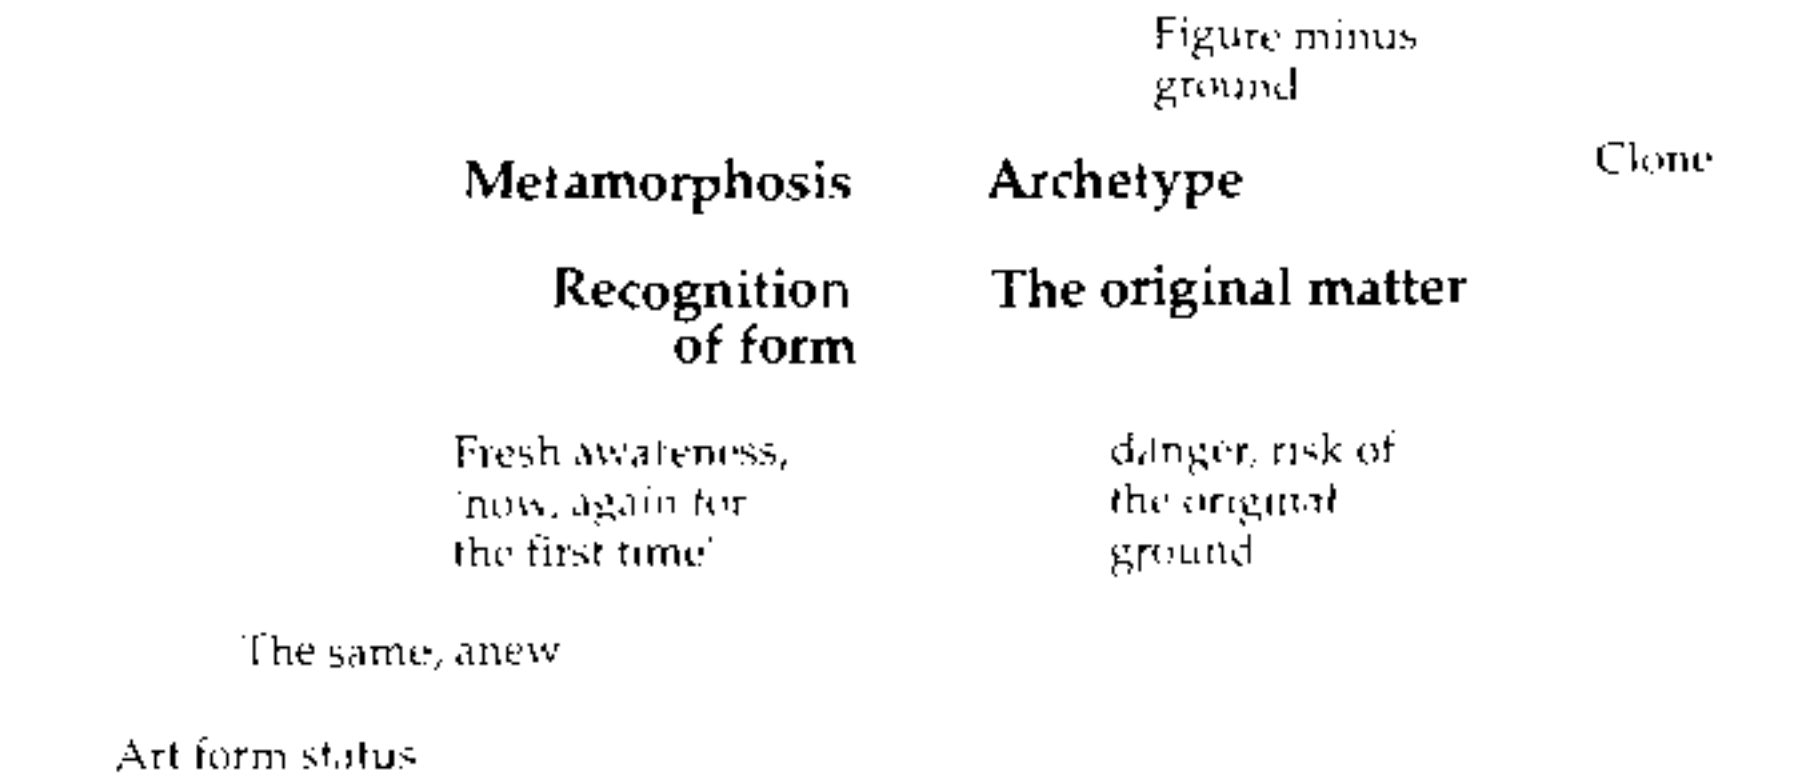 Figure minus
ground
Clone
Metamorphosis
Archetype
Recognition
of form
The original matter
Fresh awareness,
'now, again for
the first time'
danger, risk of
the original
ground
The same, anew
Art form status